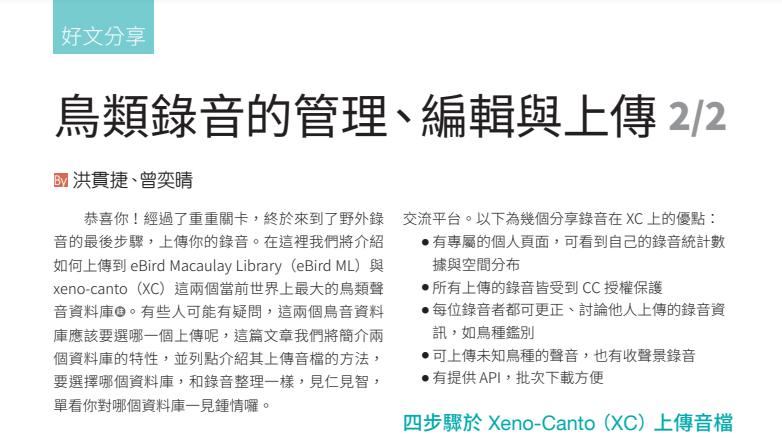 好文分享
鳥類錄音的管理、編輯與上傳 2/2
By 洪貫捷、曾奕晴
恭喜你！經過了重重關卡，終於來到了野外錄
音的最後步驟，上傳你的錄音。在這裡我們將介紹
如何上傳到 eBird Macaulay Library（eBird ML）與
xeno-canto（XC）這兩個當前世界上最大的鳥類聲
音資料庫。有些人可能有疑問，這兩個鳥音資料
庫應該要選哪一個上傳呢，這篇文章我們將簡介兩
個資料庫的特性，並列點介紹其上傳音檔的方法，
要選擇哪個資料庫，和錄音整理一樣，見仁見智，
單看你對哪個資料庫一見鍾情囉。
交流平台。以下為幾個分享錄音在 XC 上的優點：
●有專屬的個人頁面，可看到自己的錄音統計數
據與空間分布
●所有上傳的錄音皆受到 CC 授權保護
●每位錄音者都可更正、討論他人上傳的錄音資
訊，如鳥種鑑別
●可上傳未知鳥種的聲音，也有收聲景錄音
●有提供 API，批次下載方便
四步驟於 Xeno-Canto（XC）上傳音檔